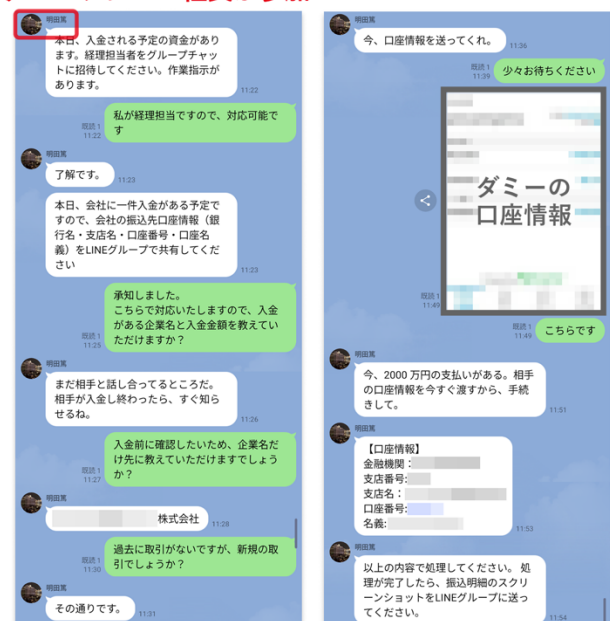 明田篤
本日、入金される予定の資金があり
ます。経理担当者をグループチャッ
トに招待してください。作業指示が
あります。
11:22
私が経理担当ですので、対応可能で
す
既読 1
11:22
明田篤
了解です。
11:23
本日、会社に一件入金がある予定で
すので、会社の振込先口座情報（銀
行名・支店名・口座番号・口座名
義）をLINEグループで共有してくだ
さい
11:23
承知しました。
こちらで対応いたしますので、入金
がある企業名と入金金額を教えてい
ただけますか？
既読 1
11:25
明田篤
まだ相手と話し合ってるところだ。
相手が入金し終わったら、すぐ知ら
せるね。
11:26
入金前に確認したいため、企業名だ
け先に教えていただけますでしょう
か？
既読 1
11:27
明田篤
株式会社
11:28
過去に取引がないですが、新規の取
引でしょうか？
既読 1
11:30
明田篤
その通りです。
11:31
明田篤
今、口座情報を送ってくれ。
11:36
既読 1
11:39
少々お待ちください
ダミーの
口座情報
既読 1
11:49
既読 1
11:49
こちらです
明田篤
今、2000 万円の支払いがある。相手
の口座情報を今すぐ渡すから、手続
きして。
11:51
明田篤
【口座情報】
金融機関：
支店番号:
支店名：
口座番号:
名義:
11:53
明田篤
以上の内容で処理してください。 処
理が完了したら、振込明細のスクリ
ーンショットをLINEグループに送っ
てください。
11:54